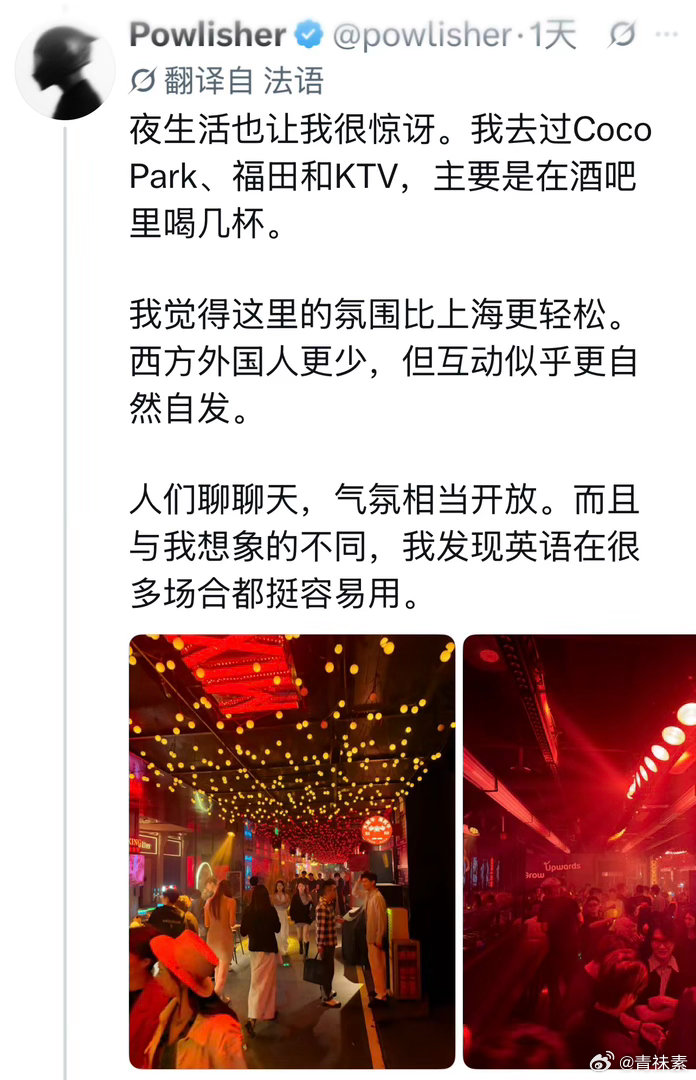 Powlisher @powlisher·1天
翻译自 法语
夜生活也让我很惊讶。我去过Coco
Park、福田和KTV，主要是在酒吧
里喝几杯。
我觉得这里的氛围比上海更轻松。
西方外国人更少，但互动似乎更自
然自发。
人们聊聊天，气氛相当开放。而且
与我想象的不同，我发现英语在很
多场合都挺容易用。
Upwards
Grow
@青袜素